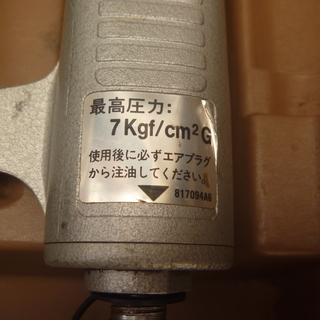 最高圧力:
7Kgf/cm²G
使用後に必ずエアプラグ
から注油してください。
817094A6